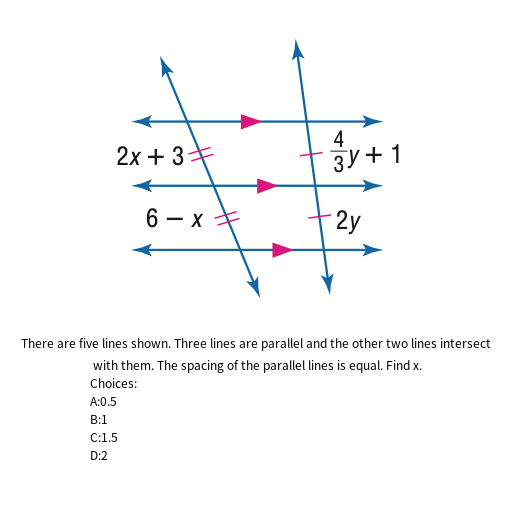 2x + 3
4/3 y + 1
6 – x
2y
There are five lines shown. Three lines are parallel and the other two lines intersect
with them. The spacing of the parallel lines is equal. Find x.
Choices:
A:0.5
B:1
C:1.5
D:2